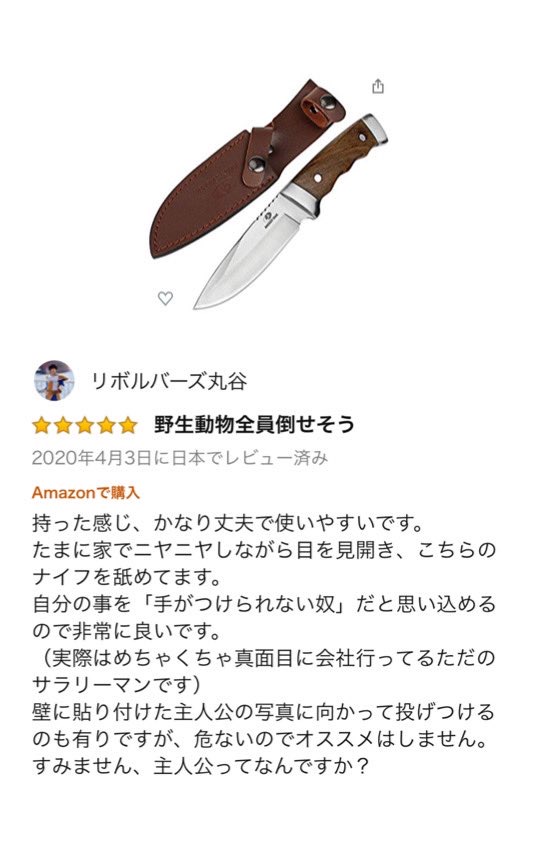 リボルバーズ丸谷
野生動物全員倒せそう
2020年4月3日に日本でレビュー済み
Amazonで購入
持った感じ、かなり丈夫で使いやすいです。
たまに家でニヤニヤしながら目を見開き、こちらの
ナイフを舐めてます。
自分の事を「手がつけられない奴」だと思い込める
ので非常に良いです。
（実際はめちゃくちゃ真面目に会社行ってるただの
サラリーマンです）
壁に貼り付けた主人公の写真に向かって投げつける
のも有りですが、危ないのでオススメはしません。
すみません、主人公ってなんですか？